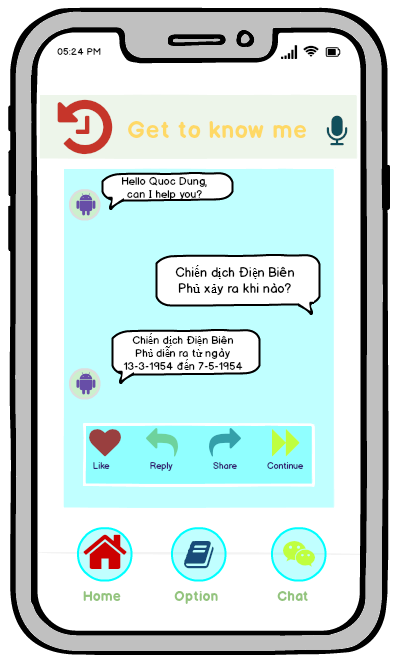 05:24 PM
Get to know me
Hello Quoc Dung,
can I help you?
Chiến dịch Điện Biên
Phủ xảy ra khi nào?
Chiến dịch Điện Biên
Phủ diễn ra từ ngày
13-3-1954 đến 7-5-1954
Like Reply Share Continue
Home Option Chat